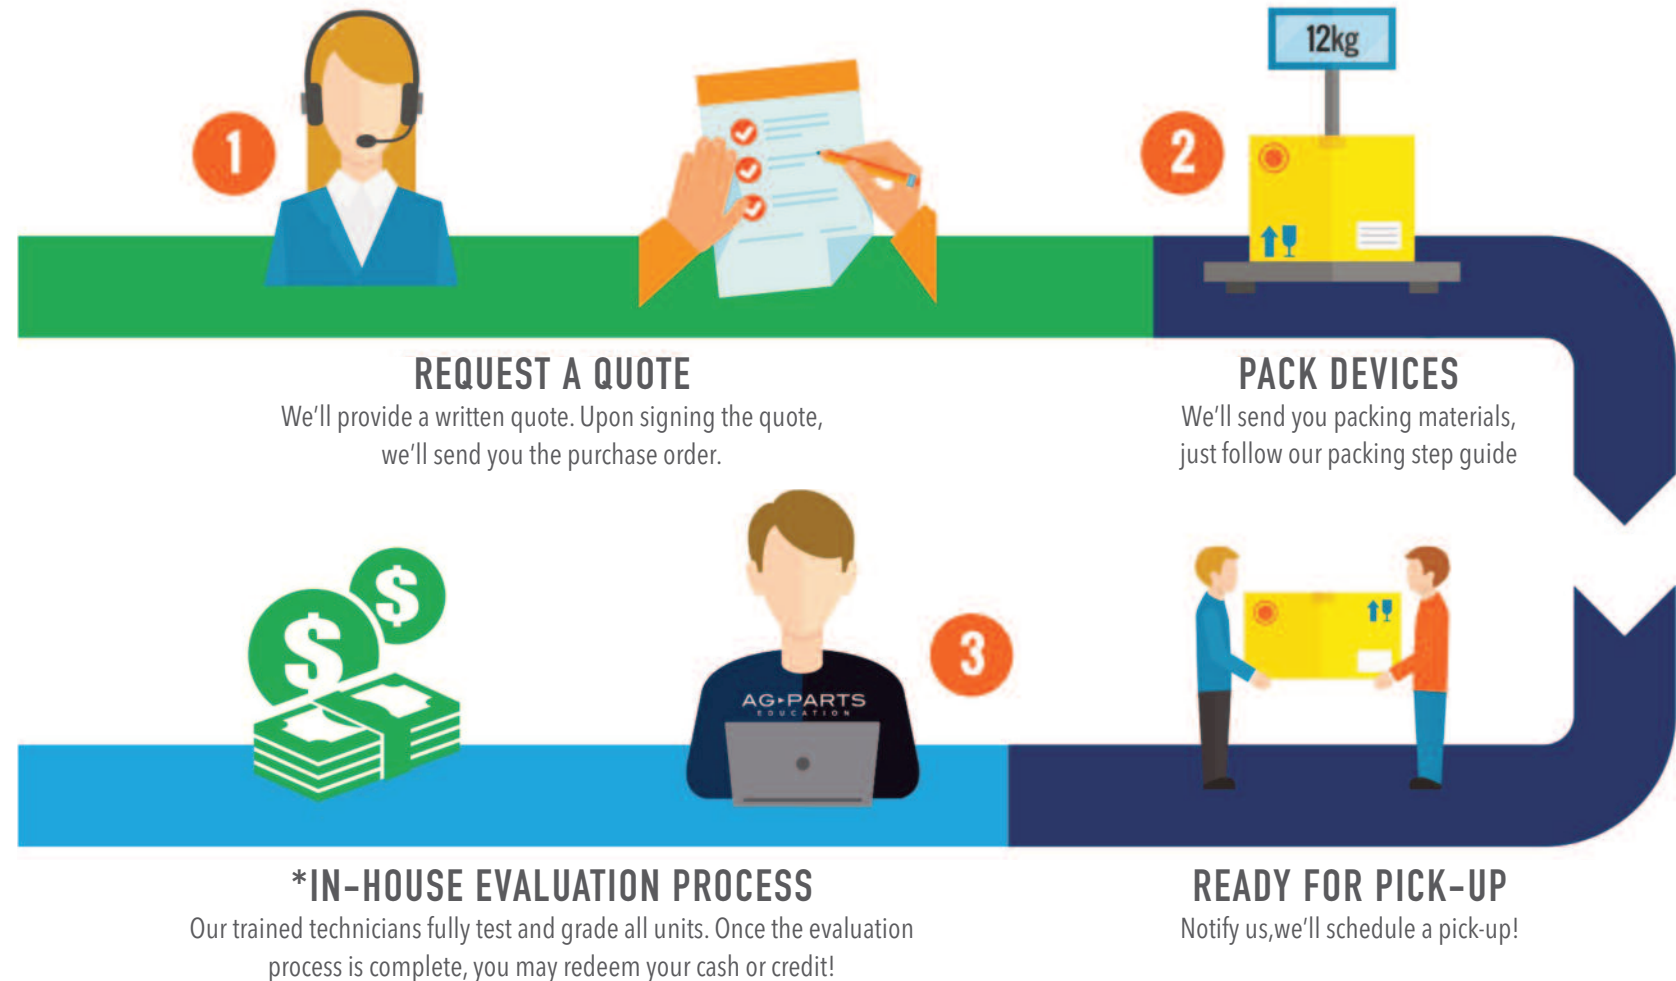 1
2
12kg
REQUEST A QUOTE
We'll provide a written quote. Upon signing the quote,
we'll send you the purchase order.
PACK DEVICES
We'll send you packing materials,
just follow our packing step guide
$
$
3
AG▸PARTS
EDUCATION
*IN-HOUSE EVALUATION PROCESS
Our trained technicians fully test and grade all units. Once the evaluation
process is complete, you may redeem your cash or credit!
READY FOR PICK-UP
Notify us,we'll schedule a pick-up!